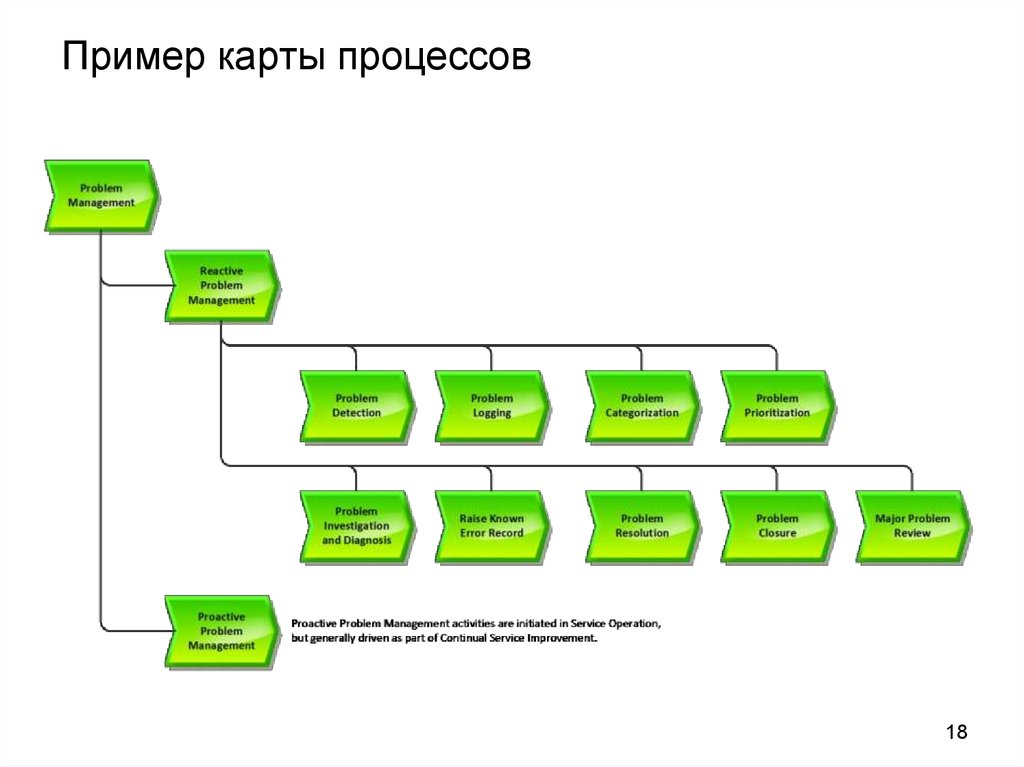 Пример карты процессов
Problem
Management
Reactive
Problem
Management
Problem
Detection
Problem
Logging
Problem
Categorization
Problem
Prioritization
Problem
Investigation
and Diagnosis
Raise Known
Error Record
Problem
Resolution
Problem
Closure
Major Problem
Review
Proactive
Problem
Management
Proactive Problem Management activities are initiated in Service Operation,
but generally driven as part of Continual Service Improvement.
18